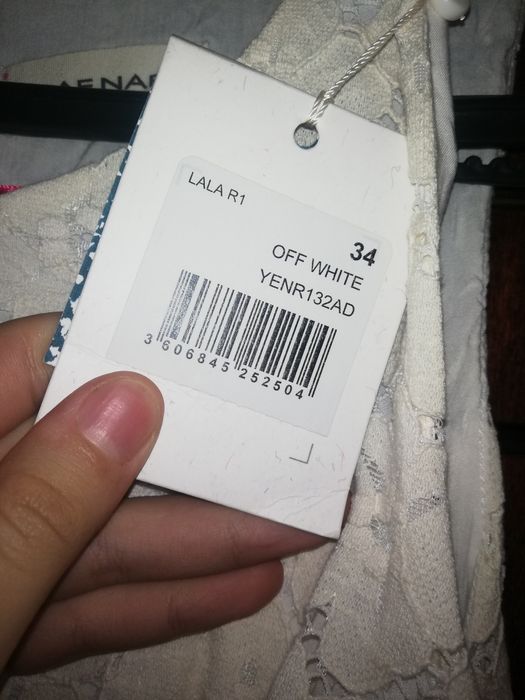 LALA R1
34
OFF WHITE
YENR132AD
3 606845 252504